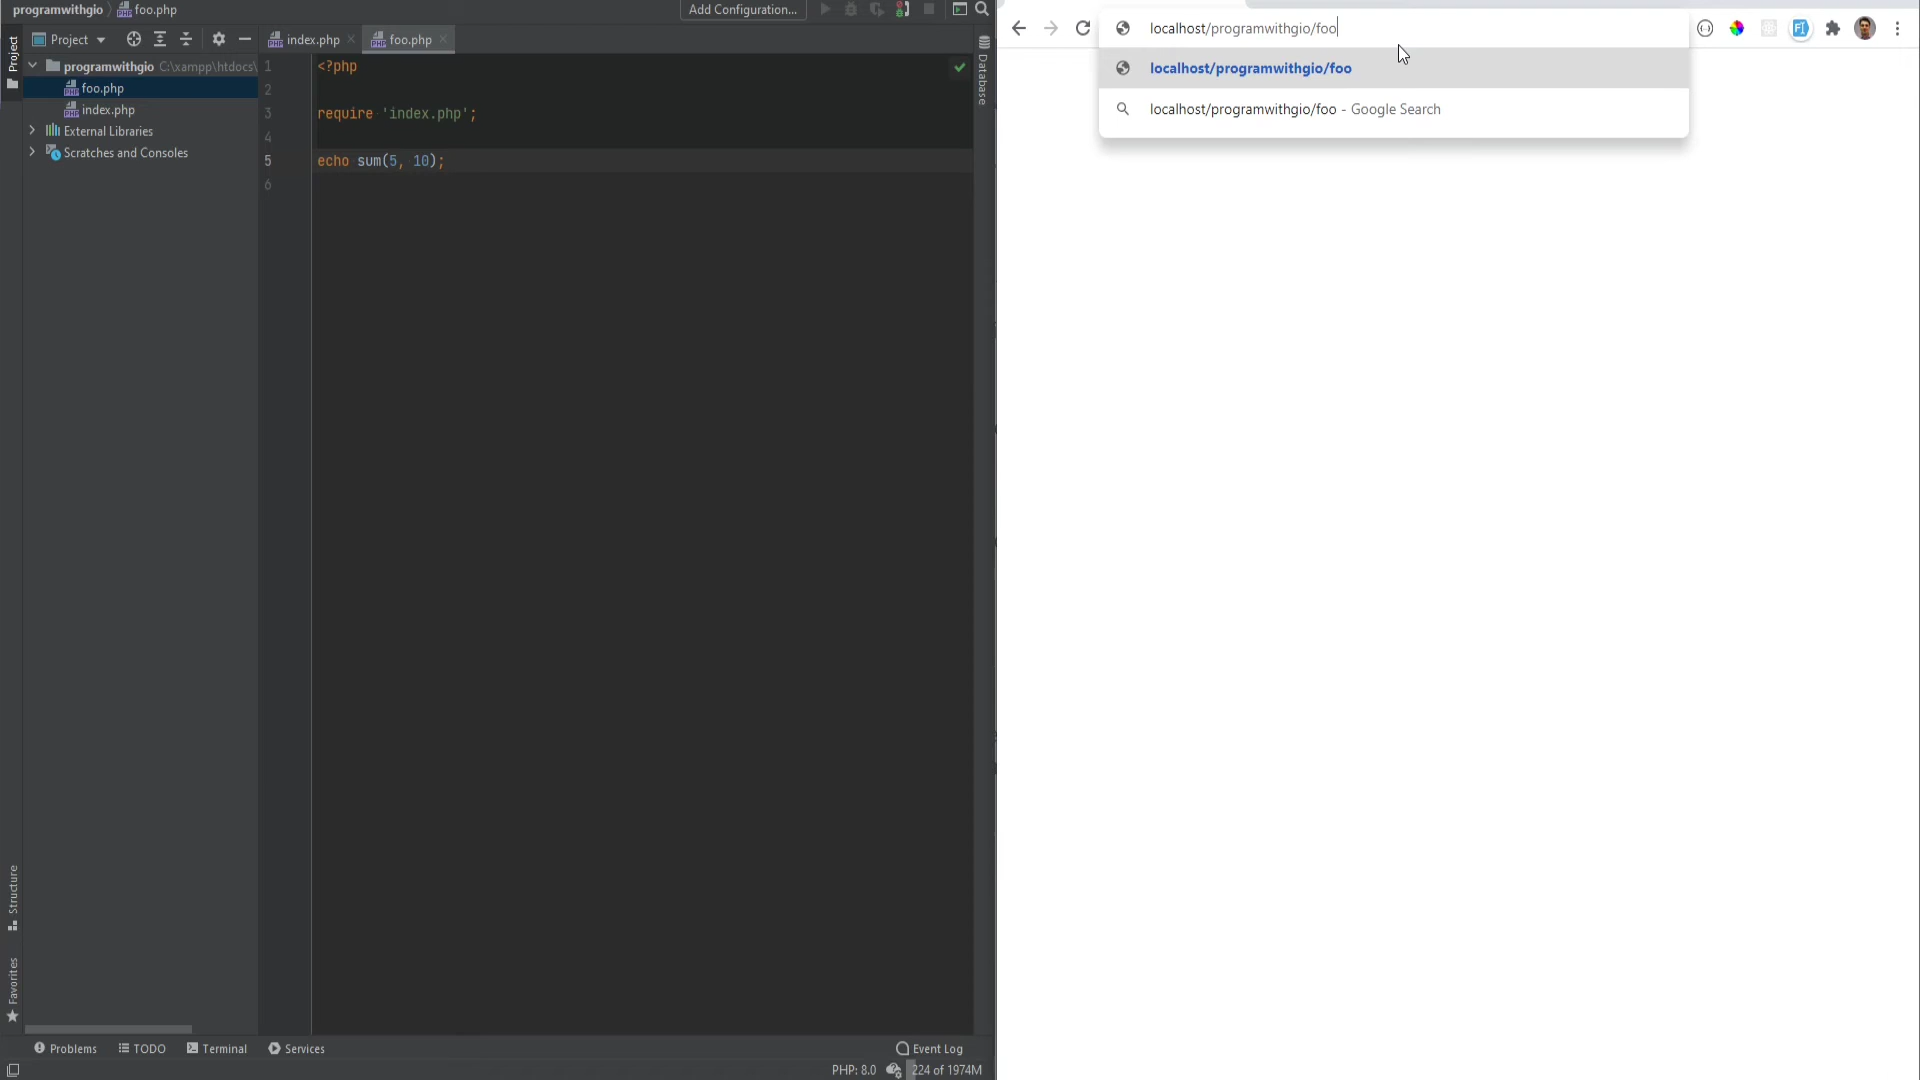 programwithgio foo.php
Add Configuration...
Project
Project
index.php
foo.php
programwithgio C:\xampp\htdocs\
foo.php
index.php
External Libraries
Scratches and Consoles
1 <?php
2
3 require 'index.php';
4
5 echo sum(5, 10);
6
Database
Structure
Favorites
Problems
TODO
Terminal
Services
Event Log
PHP: 8.0
224 of 1974M
localhost/programwithgio/foo
localhost/programwithgio/foo
localhost/programwithgio/foo - Google Search